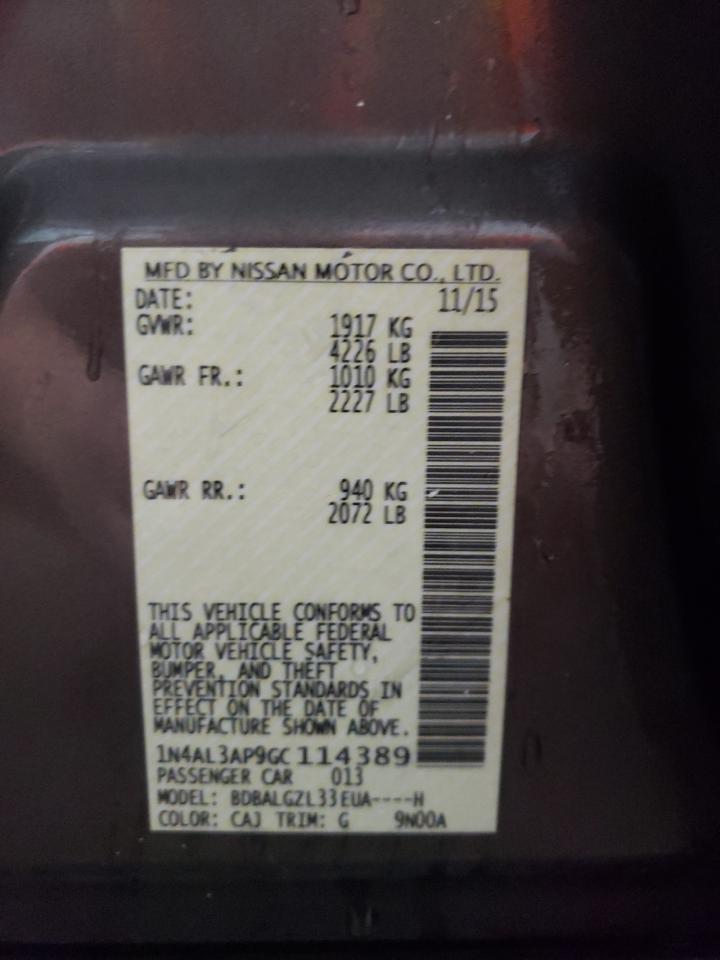 MFD BY NISSAN MOTOR CO., LTD.
DATE: 11/15
GVWR: 1917 KG
4226 LB
GAWR FR.: 1010 KG
2227 LB
GAWR RR.: 940 KG
2072 LB
THIS VEHICLE CONFORMS TO
ALL APPLICABLE FEDERAL
MOTOR VEHICLE SAFETY,
BUMPER, AND THEFT
PREVENTION STANDARDS IN
EFFECT ON THE DATE OF
MANUFACTURE SHOWN ABOVE.
1N4AL3AP9GC114389
PASSENGER CAR 013
MODEL: BDBALGZL33EUA----H
COLOR: CAJ TRIM: G 9N00A